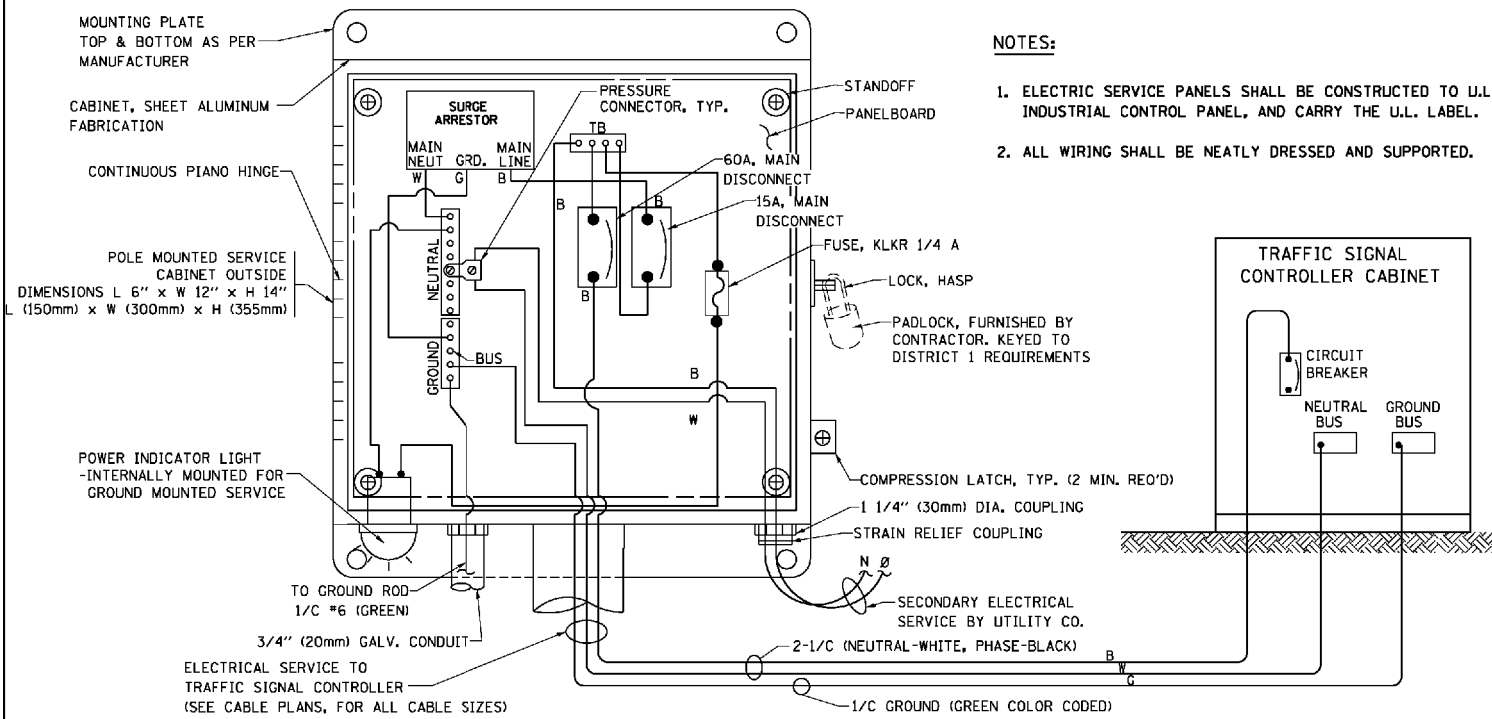 MOUNTING PLATE
TOP & BOTTOM AS PER
MANUFACTURER
CABINET, SHEET ALUMINUM
FABRICATION
CONTINUOUS PIANO HINGE
POLE MOUNTED SERVICE
CABINET OUTSIDE
DIMENSIONS L 6" x W 12" x H 14"
L (150mm) x W (300mm) x H (355mm)
POWER INDICATOR LIGHT
-INTERNALLY MOUNTED FOR
GROUND MOUNTED SERVICE
TO GROUND ROD
1/C #6 (GREEN)
3/4" (20mm) GALV. CONDUIT
ELECTRICAL SERVICE TO
TRAFFIC SIGNAL CONTROLLER
(SEE CABLE PLANS, FOR ALL CABLE SIZES)
SURGE
ARRESTOR
MAIN
NEUT
GRD.
MAIN
LINE
W
G
B
PRESSURE
CONNECTOR, TYP.
TB
NEUTRAL
GROUND
BUS
B
B
B
B
W
STANDOFF
PANELBOARD
60A, MAIN
DISCONNECT
15A, MAIN
DISCONNECT
FUSE, KLKR 1/4 A
LOCK, HASP
PADLOCK, FURNISHED BY
CONTRACTOR. KEYED TO
DISTRICT 1 REQUIREMENTS
COMPRESSION LATCH, TYP. (2 MIN. REQ'D)
1 1/4" (30mm) DIA. COUPLING
STRAIN RELIEF COUPLING
N Ø
SECONDARY ELECTRICAL
SERVICE BY UTILITY CO.
2-1/C (NEUTRAL-WHITE, PHASE-BLACK)
B
W
G
1/C GROUND (GREEN COLOR CODED)
NOTES:
1. ELECTRIC SERVICE PANELS SHALL BE CONSTRUCTED TO U.L
INDUSTRIAL CONTROL PANEL, AND CARRY THE U.L. LABEL.
2. ALL WIRING SHALL BE NEATLY DRESSED AND SUPPORTED.
TRAFFIC SIGNAL
CONTROLLER CABINET
CIRCUIT
BREAKER
NEUTRAL
BUS
GROUND
BUS